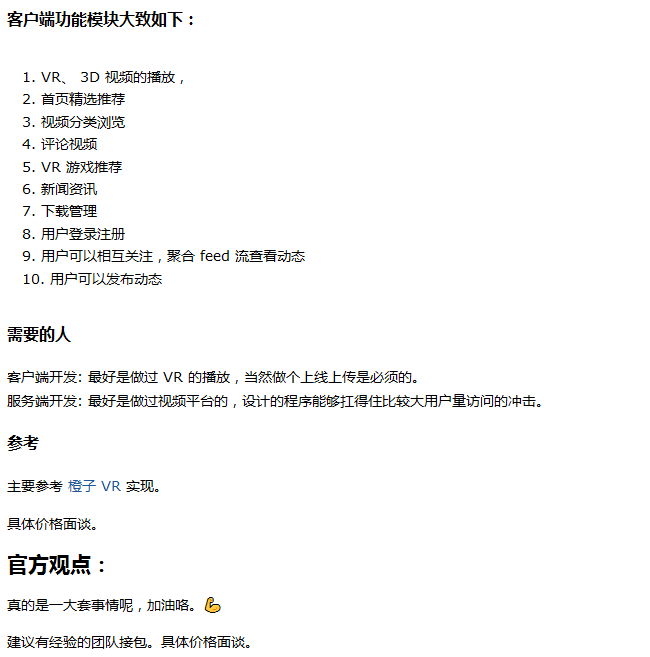 客户端功能模块大致如下：
1. VR、 3D 视频的播放，
2. 首页精选推荐
3. 视频分类浏览
4. 评论视频
5. VR 游戏推荐
6. 新闻资讯
7. 下载管理
8. 用户登录注册
9. 用户可以相互关注，聚合 feed 流查看动态
10. 用户可以发布动态
需要的人
客户端开发: 最好是做过 VR 的播放，当然做个上线上传是必须的。
服务端开发: 最好是做过视频平台的，设计的程序能够扛得住比较大用户量访问的冲击。
参考
主要参考 橙子 VR 实现。
具体价格面谈。
官方观点：
真的是一大套事情呢，加油咯。💪
建议有经验的团队接包。具体价格面谈。